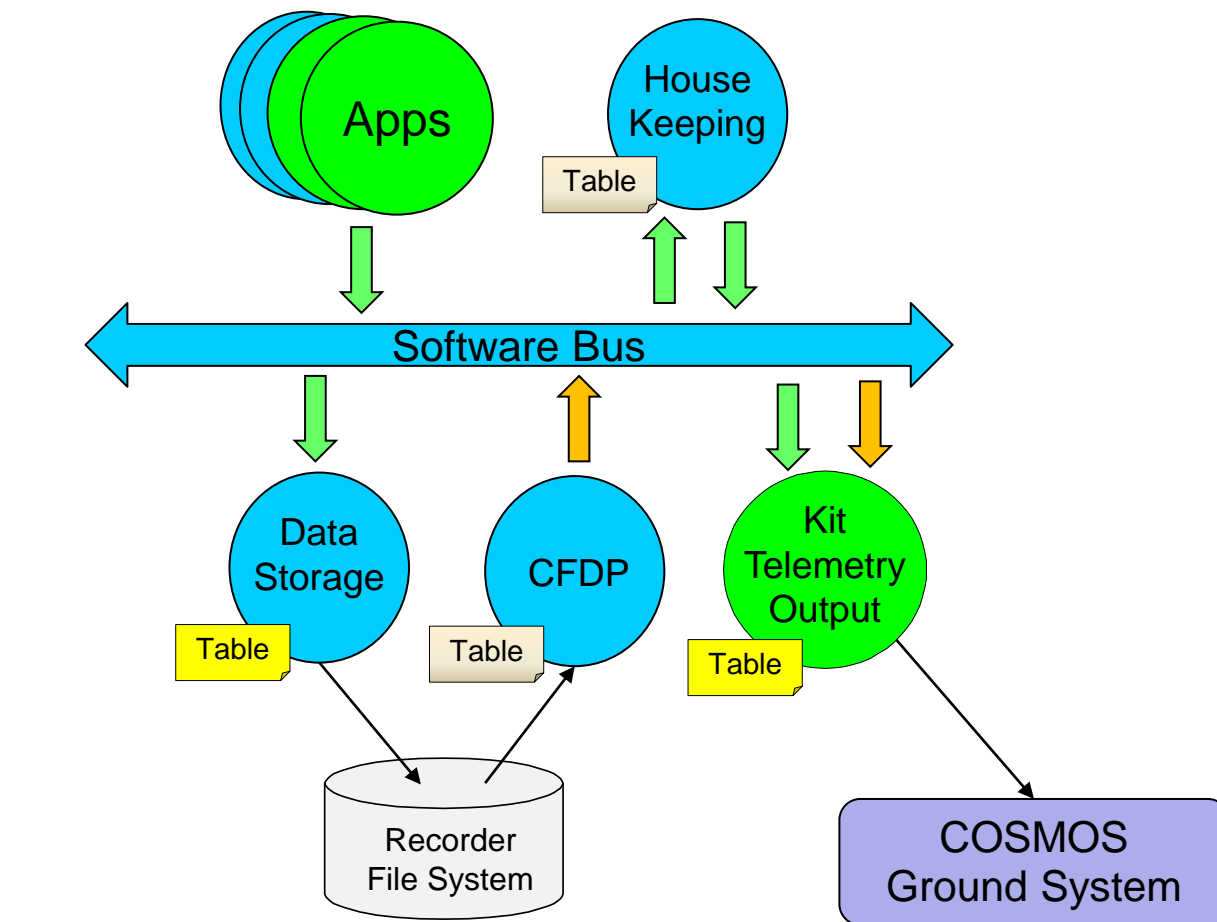 Apps
House
Keeping
Table
Software Bus
Data
Storage
Table
CFDP
Table
Kit
Telemetry
Output
Table
Recorder
File System
COSMOS
Ground System